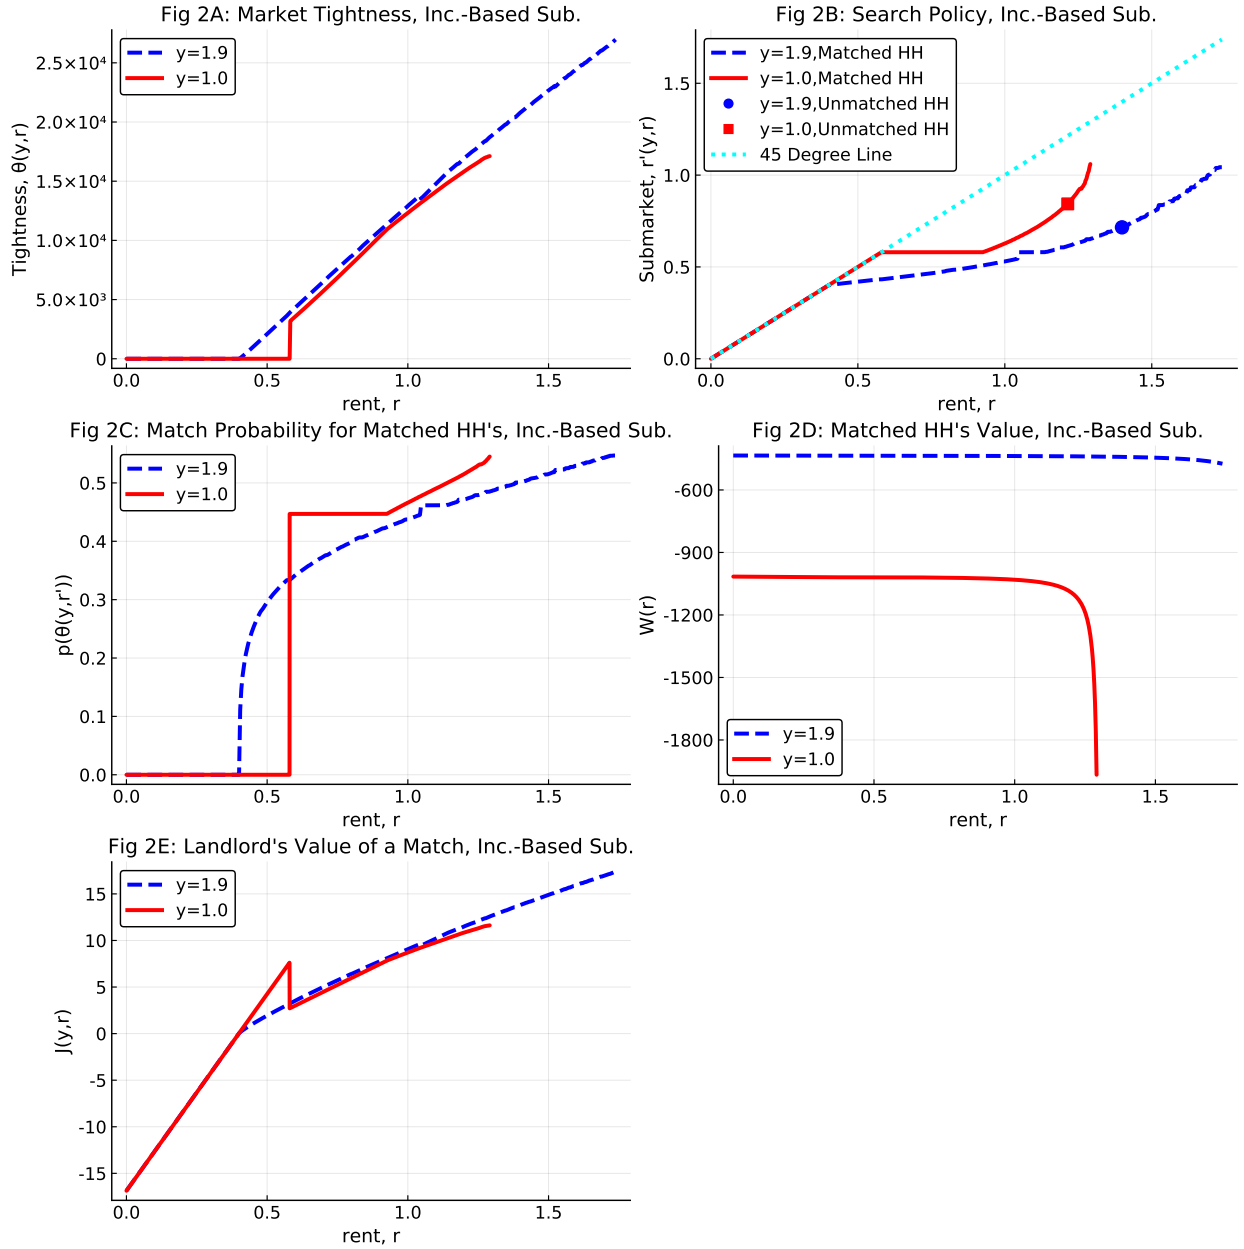 Fig 2A: Market Tightness, Inc.-Based Sub.
y=1.9
y=1.0
2.5×10⁴
2.0×10⁴
1.5×10⁴
1.0×10⁴
5.0×10³
0
Tightness, θ(y,r)
0.0 0.5 1.0 1.5
rent, r
Fig 2B: Search Policy, Inc.-Based Sub.
y=1.9,Matched HH
y=1.0,Matched HH
y=1.9,Unmatched HH
y=1.0,Unmatched HH
45 Degree Line
1.5
1.0
0.5
0.0
Submarket, r'(y,r)
0.0 0.5 1.0 1.5
rent, r
Fig 2C: Match Probability for Matched HH's, Inc.-Based Sub.
y=1.9
y=1.0
0.5
0.4
0.3
0.2
0.1
0.0
p(θ(y,r'))
0.0 0.5 1.0 1.5
rent, r
Fig 2D: Matched HH's Value, Inc.-Based Sub.
-600
-900
-1200
-1500
-1800
W(r)
y=1.9
y=1.0
0.0 0.5 1.0 1.5
rent, r
Fig 2E: Landlord's Value of a Match, Inc.-Based Sub.
y=1.9
y=1.0
15
10
5
0
-5
-10
-15
J(y,r)
0.0 0.5 1.0 1.5
rent, r